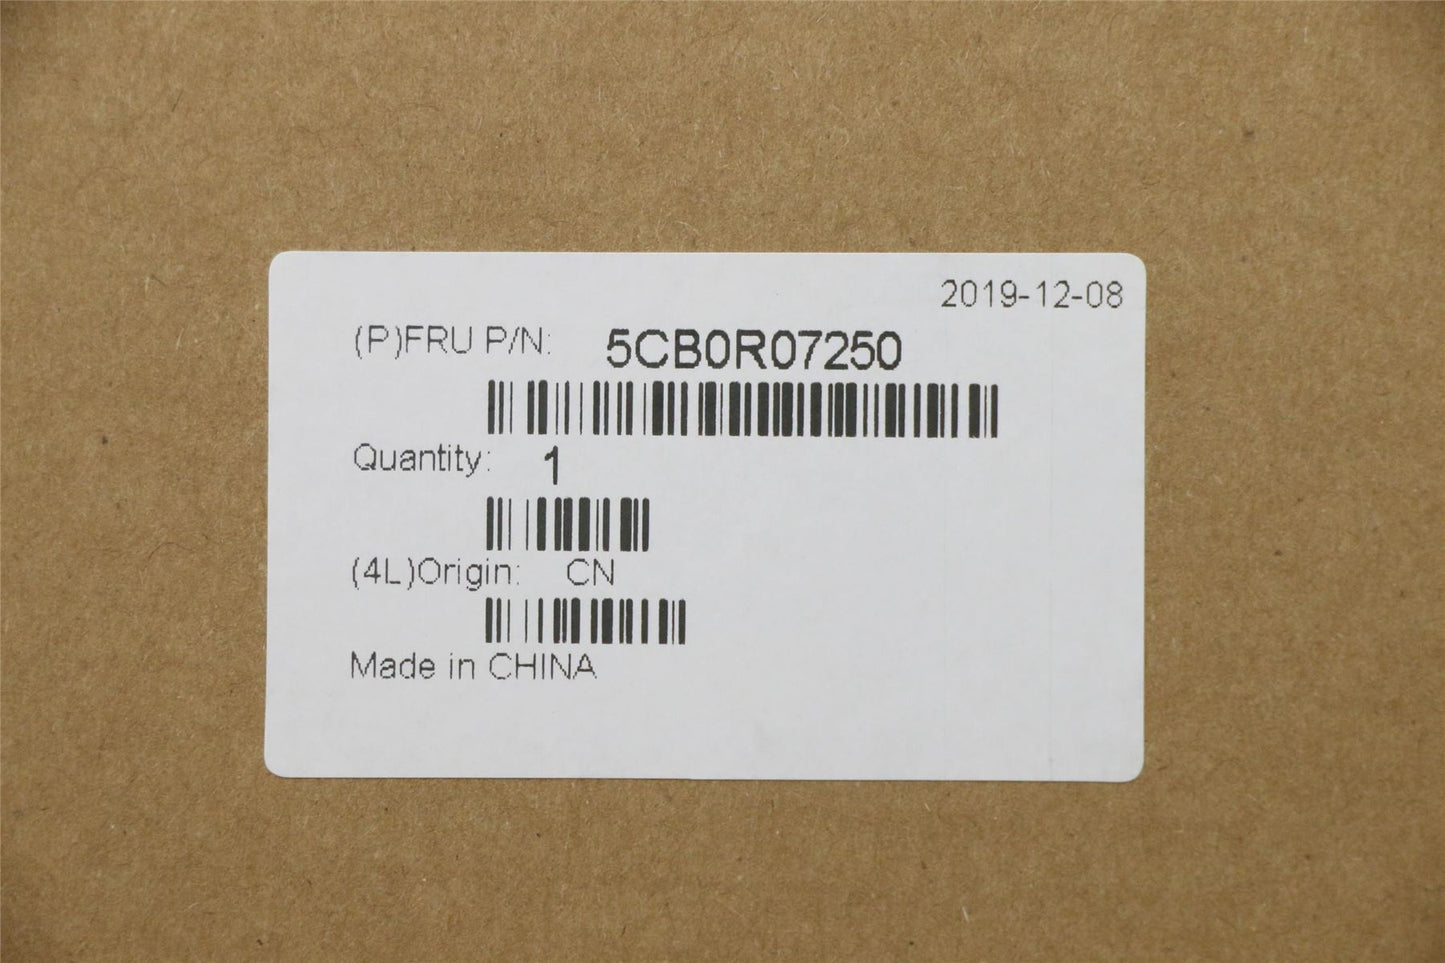 2019-12-08
(P)FRU P/N: 5CB0R07250
Quantity: 1
(4L)Origin: CN
Made in CHINA